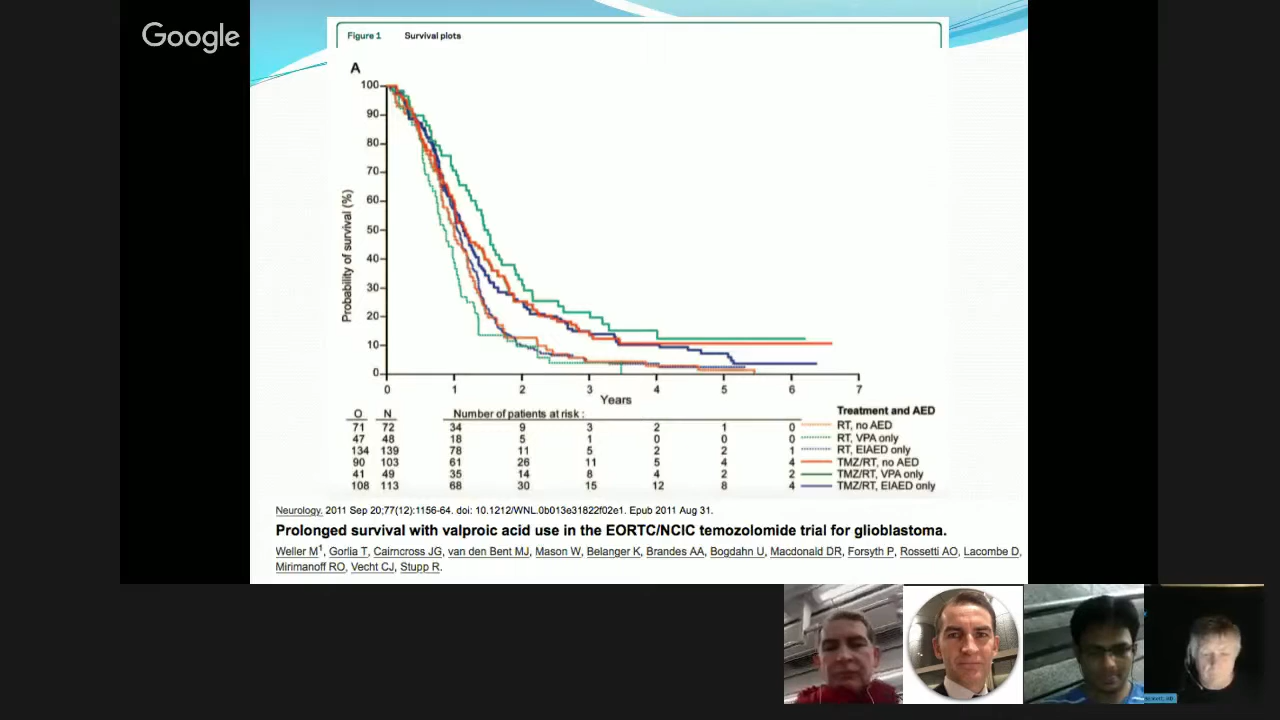 Google
Figure 1 Survival plots
A
100
90
80
70
60
50
40
30
20
10
0
Probability of survival (%)
0 1 2 3 4 5 6 7
Years
O N Number of patients at risk : Treatment and AED
71 72 34 9 3 2 1 0 RT, no AED
47 48 18 5 1 0 0 0 RT, VPA only
134 139 78 11 5 2 2 1 RT, EIAED only
90 103 61 26 11 5 4 4 TMZ/RT, no AED
41 49 35 14 8 4 2 2 TMZ/RT, VPA only
108 113 68 30 15 12 8 4 TMZ/RT, EIAED only
Neurology. 2011 Sep 20;77(12):1156-64. doi: 10.1212/WNL.0b013e31822f02e1. Epub 2011 Aug 31.
Prolonged survival with valproic acid use in the EORTC/NCIC temozolomide trial for glioblastoma.
Weller M1, Gorlia T, Cairncross JG, van den Bent MJ, Mason W, Belanger K, Brandes AA, Bogdahn U, Macdonald DR, Forsyth P, Rossetti AO, Lacombe D,
Mirimanoff RO, Vecht CJ, Stupp R.